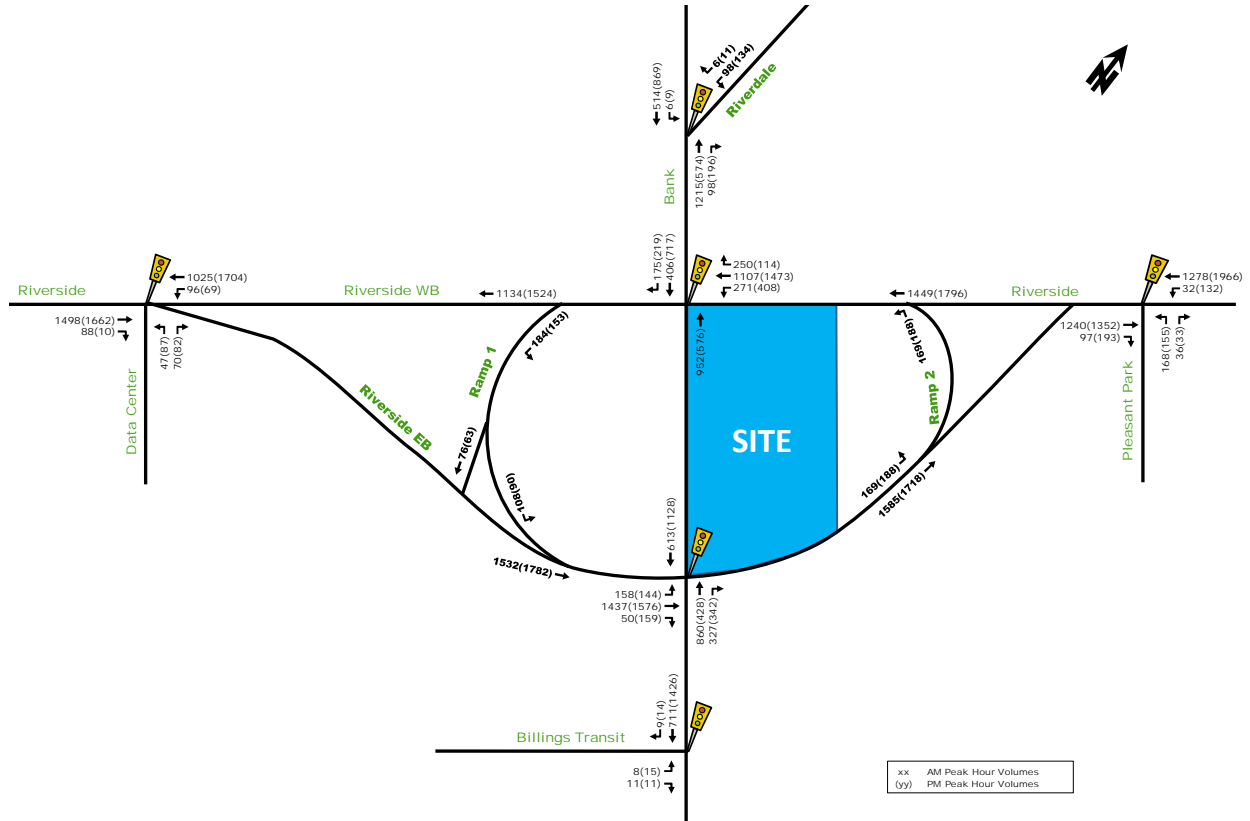 6(11)
98(134)
Riverdale
514(869)
6(9)
1215(574)
98(196)
Bank
N
175(219)
406(717)
250(114)
1107(1473)
271(408)
1025(1704)
96(69)
Riverside
Riverside WB
1134(1524)
1449(1796)
Riverside
1278(1966)
32(132)
1498(1662)
88(10)
47(87)
70(82)
Data Center
184(153)
Ramp 1
952(576)
169(188)
Ramp 2
1240(1352)
97(193)
168(155)
36(33)
Pleasant Park
Riverside EB
76(63)
108(90)
SITE
169(188)
1585(1718)
613(1128)
1532(1782)
158(144)
1437(1576)
50(159)
860(428)
327(342)
9(14)
711(1426)
Billings Transit
8(15)
11(11)
xx AM Peak Hour Volumes
(yy) PM Peak Hour Volumes